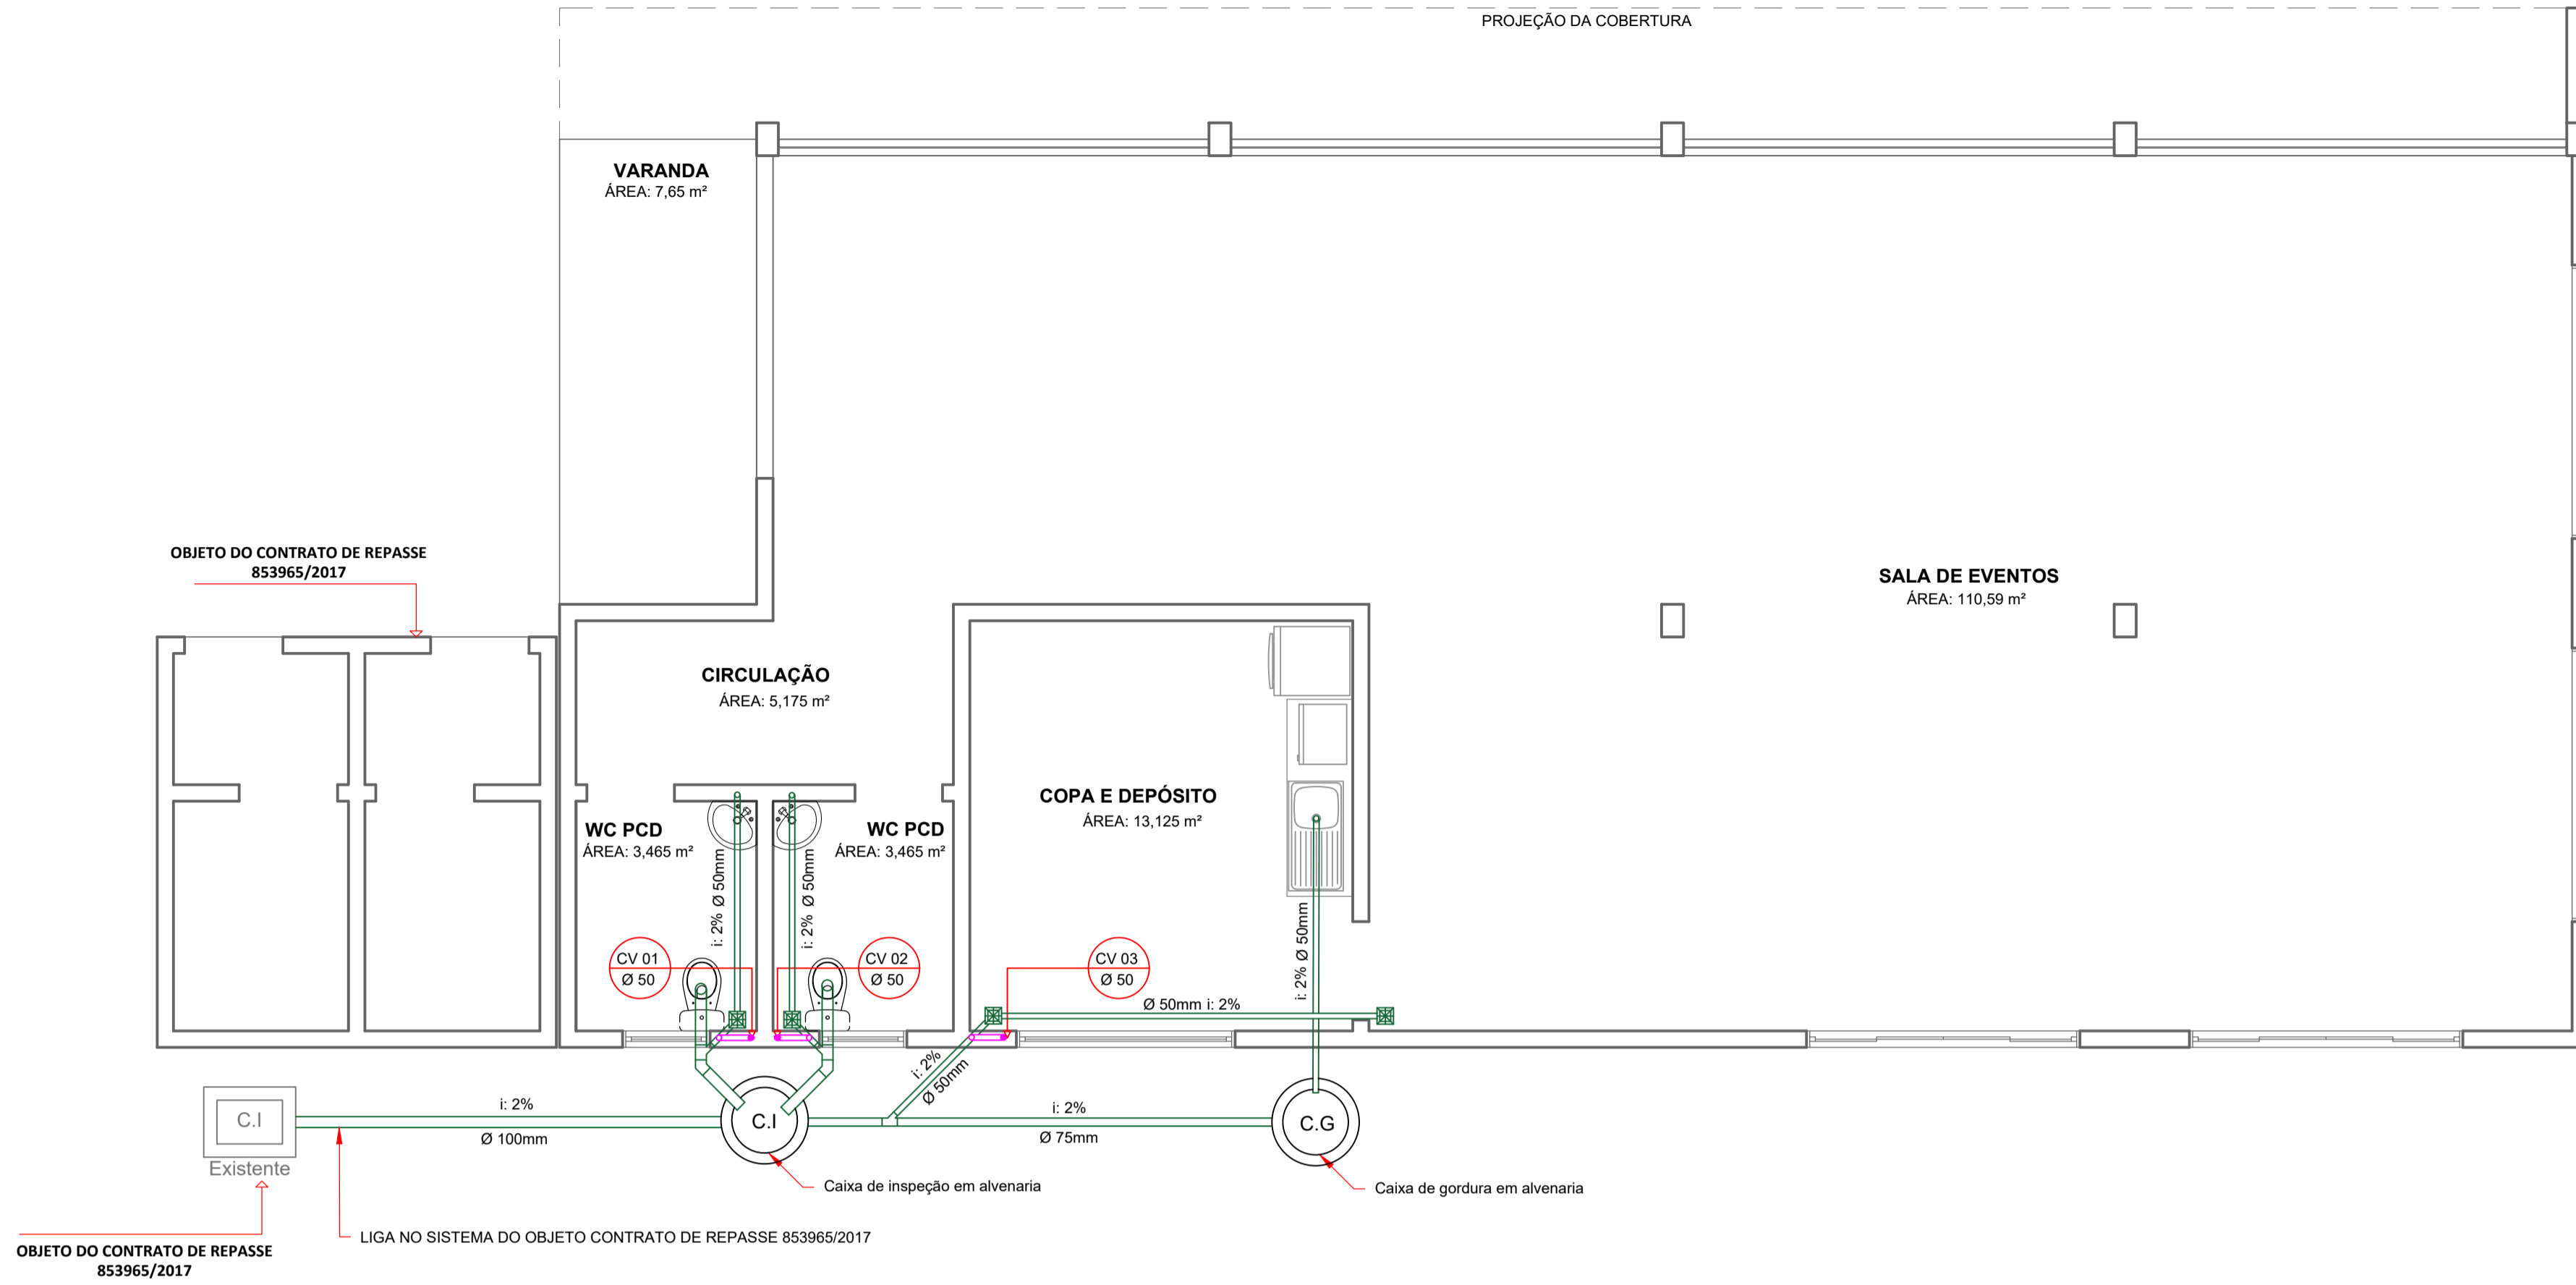 PROJEÇÃO DA COBERTURA
VARANDA
ÁREA: 7,65 m²
OBJETO DO CONTRATO DE REPASSE
853965/2017
SALA DE EVENTOS
ÁREA: 110,59 m²
CIRCULAÇÃO
ÁREA: 5,175 m²
COPA E DEPÓSITO
ÁREA: 13,125 m²
WC PCD
ÁREA: 3,465 m²
WC PCD
ÁREA: 3,465 m²
i: 2% Ø 50mm
i: 2% Ø 50mm
i: 2% Ø 50mm
CV 01
Ø 50
CV 02
Ø 50
CV 03
Ø 50
Ø 50mm i: 2%
i: 2%
Ø 50mm
C.I
Existente
i: 2%
Ø 100mm
C.I
i: 2%
Ø 75mm
C.G
Caixa de inspeção em alvenaria
Caixa de gordura em alvenaria
LIGA NO SISTEMA DO OBJETO CONTRATO DE REPASSE 853965/2017
OBJETO DO CONTRATO DE REPASSE
853965/2017